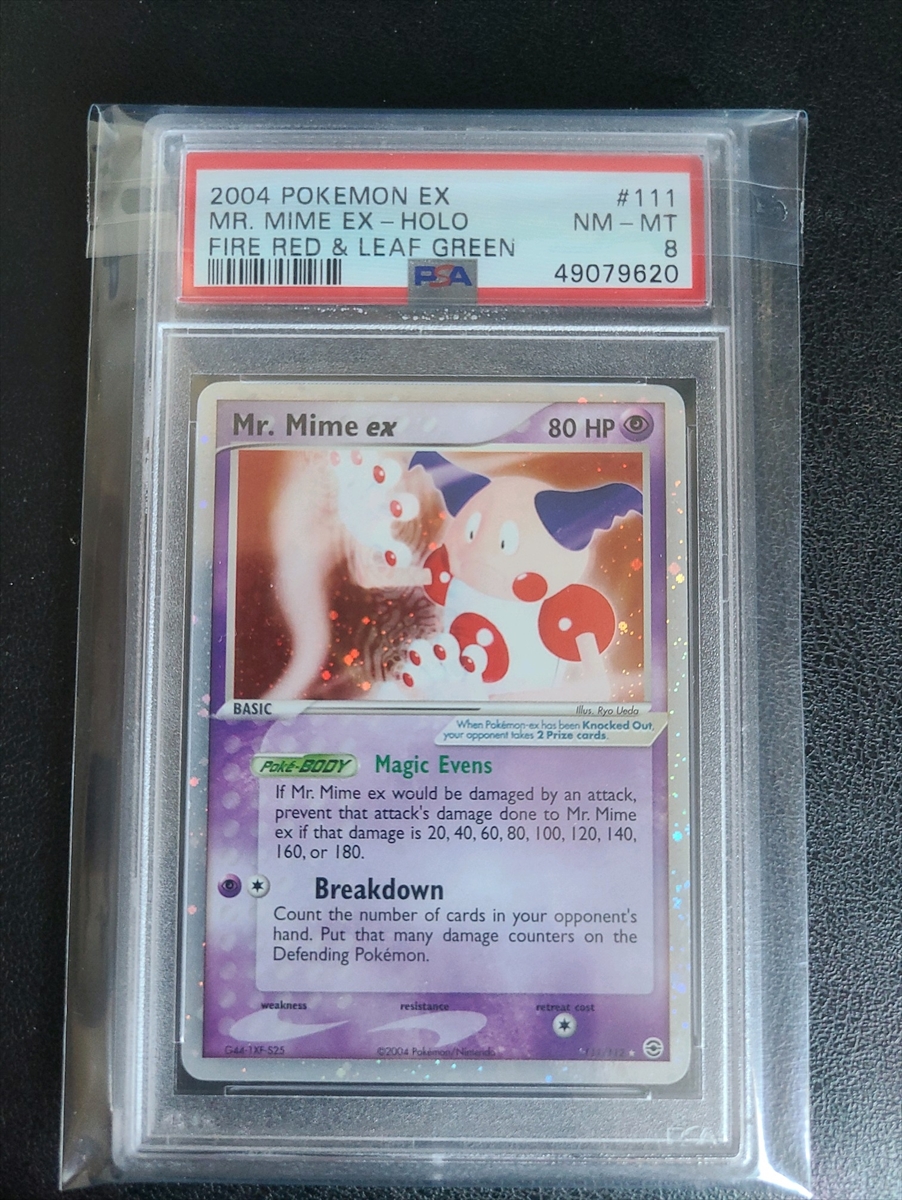 2004 POKEMON EX #111
MR. MIME EX - HOLO NM - MT
FIRE RED & LEAF GREEN 8
PSA 49079620
Mr. Mime ex 80 HP
BASIC Illus. Ryo Ueda
When Pokémon-ex has been Knocked Out,
your opponent takes 2 Prize cards.
Poké-BODY Magic Evens
If Mr. Mime ex would be damaged by an attack,
prevent that attack's damage done to Mr. Mime
ex if that damage is 20, 40, 60, 80, 100, 120, 140,
160, or 180.
Breakdown
Count the number of cards in your opponent's
hand. Put that many damage counters on the
Defending Pokémon.
weakness resistance retreat cost
G44-1XF-S25 ©2004 Pokémon/Nintendo 111/112